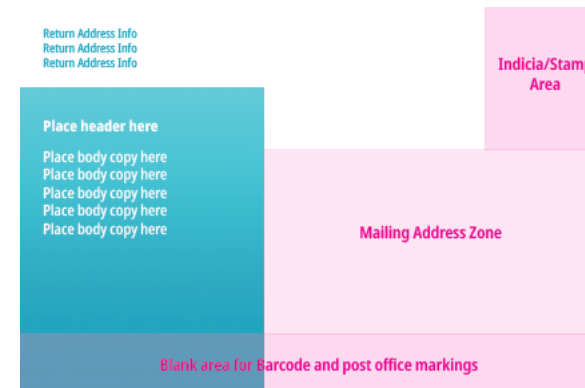 Return Address Info
Return Address Info
Return Address Info
Indicia/Stamp
Area
Place header here
Place body copy here
Place body copy here
Place body copy here
Place body copy here
Place body copy here
Mailing Address Zone
Blank area for Barcode and post office markings